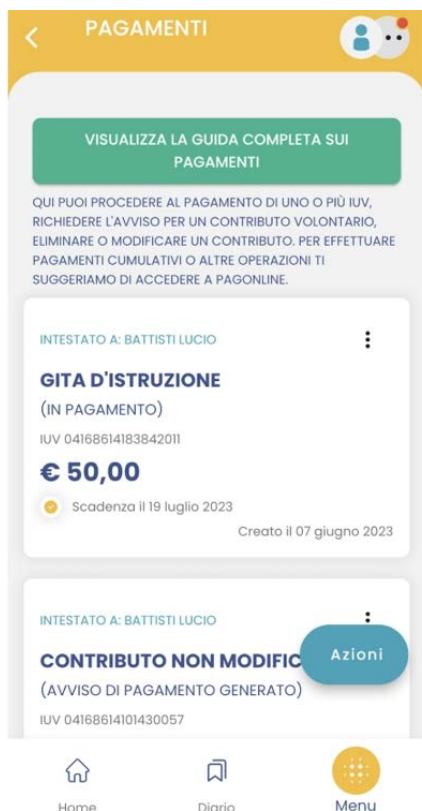 PAGAMENTI
VISUALIZZA LA GUIDA COMPLETA SUI
PAGAMENTI
QUI PUOI PROCEDERE AL PAGAMENTO DI UNO O PIÙ IUV,
RICHIEDERE L'AVVISO PER UN CONTRIBUTO VOLONTARIO,
ELIMINARE O MODIFICARE UN CONTRIBUTO. PER EFFETTUARE
PAGAMENTI CUMULATIVI O ALTRE OPERAZIONI TI
SUGGERIAMO DI ACCEDERE A PAGONLINE.
INTESTATO A: BATTISTI LUCIO
GITA D'ISTRUZIONE
(IN PAGAMENTO)
IUV 04168614183842011
€ 50,00
Scadenza il 19 luglio 2023
Creato il 07 giugno 2023
INTESTATO A: BATTISTI LUCIO
CONTRIBUTO NON MODIFIC
Azioni
(AVVISO DI PAGAMENTO GENERATO)
IUV 04168614101430057
Home Diario Menu